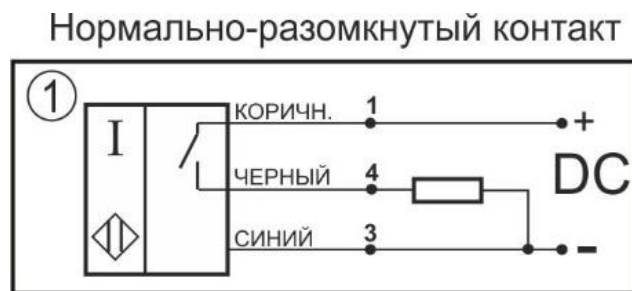 Нормально-разомкнутый контакт
1
I
КОРИЧН. 1 +
ЧЕРНЫЙ 4 DC
СИНИЙ 3 -